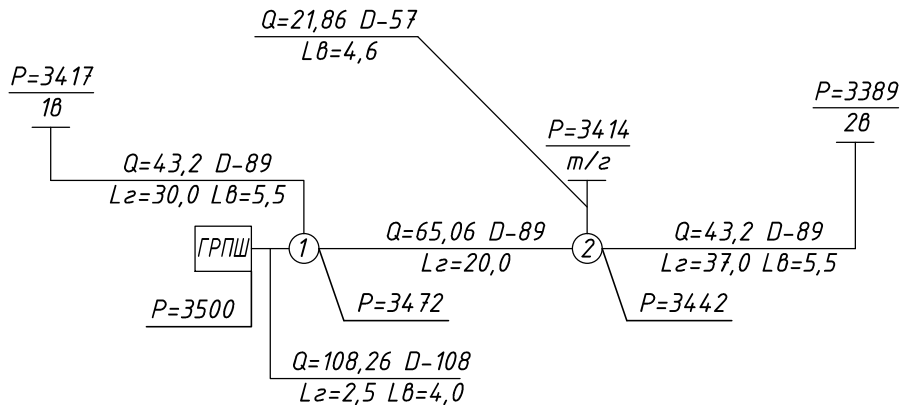 Q=21,86 D-57
Lв=4,6
P=3417
1в
P=3389
2в
P=3414
т/г
Q=43,2 D-89
Lг=30,0 Lв=5,5
ГРПШ
1
Q=65,06 D-89
Lг=20,0
2
Q=43,2 D-89
Lг=37,0 Lв=5,5
P=3500
P=3472
P=3442
Q=108,26 D-108
Lг=2,5 Lв=4,0